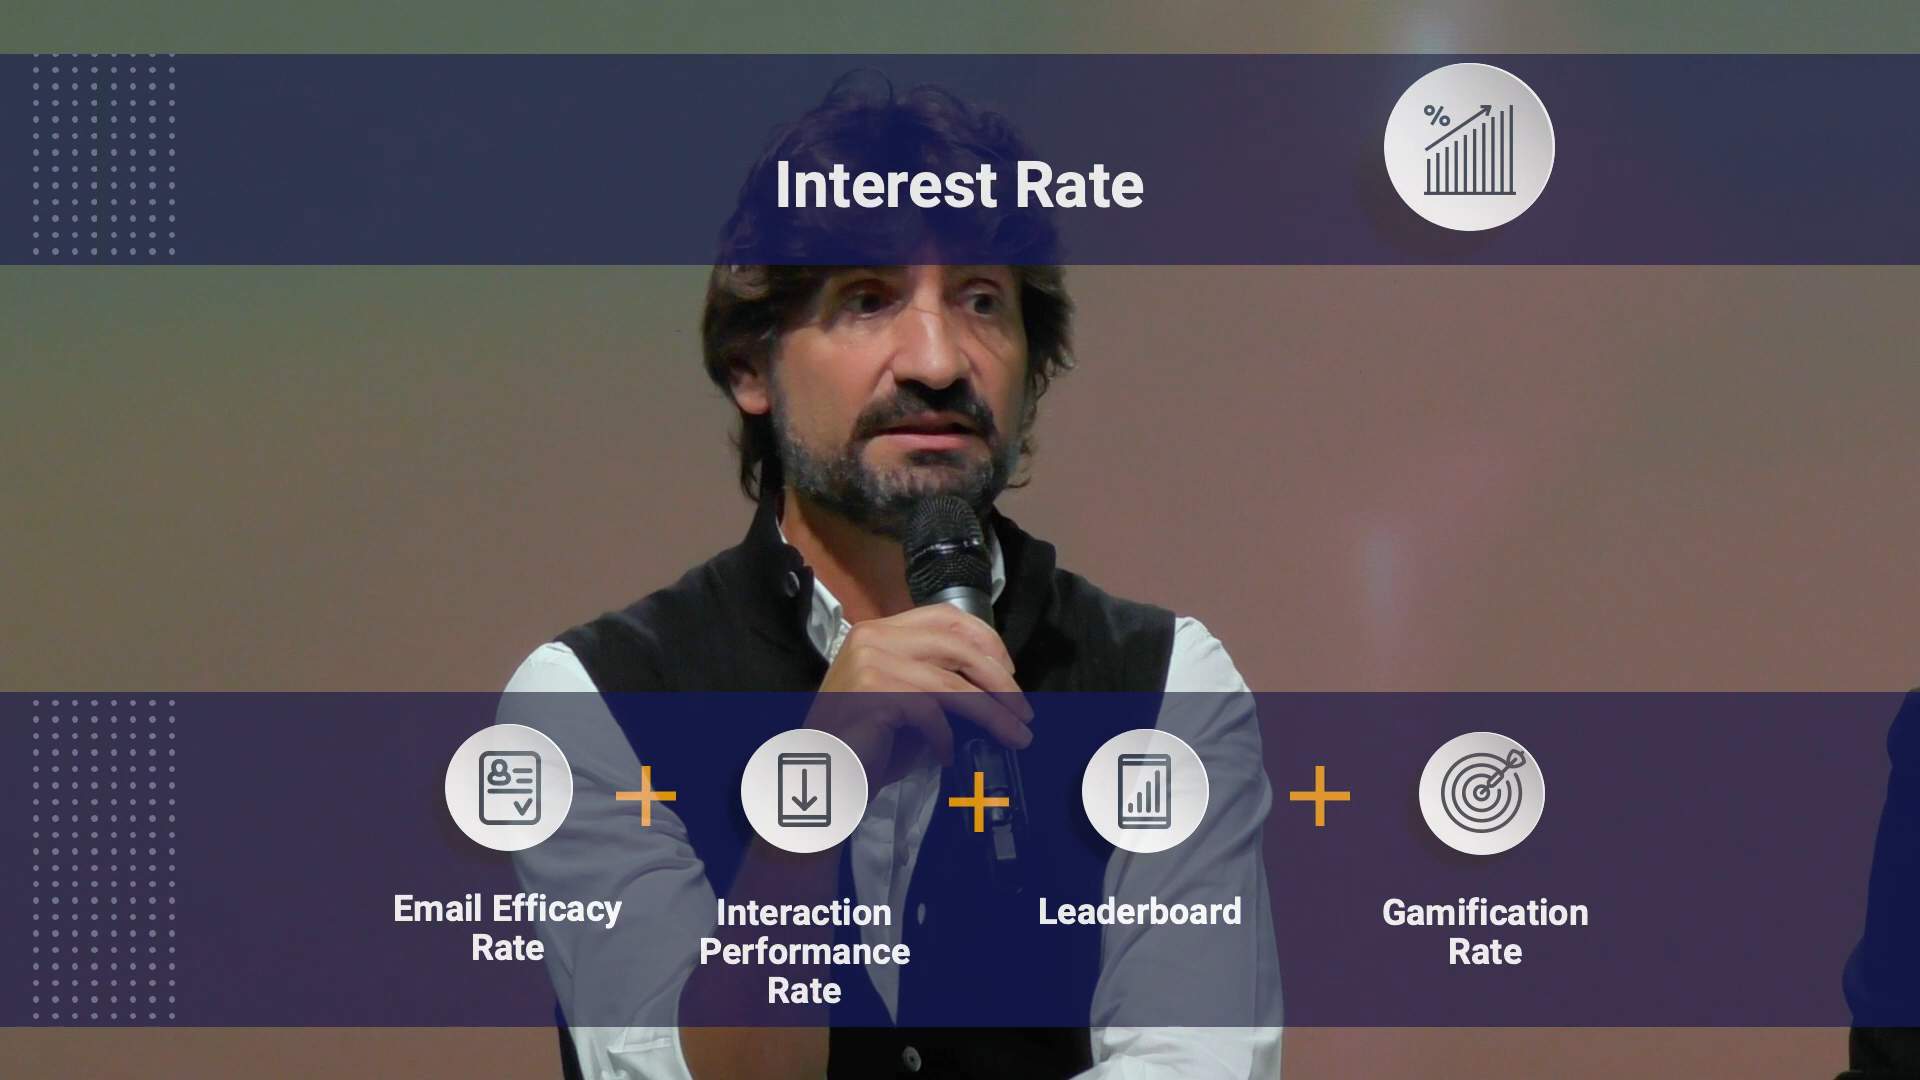 Interest Rate
%
Email Efficacy
Rate
Interaction
Performance
Rate
Leaderboard
Gamification
Rate